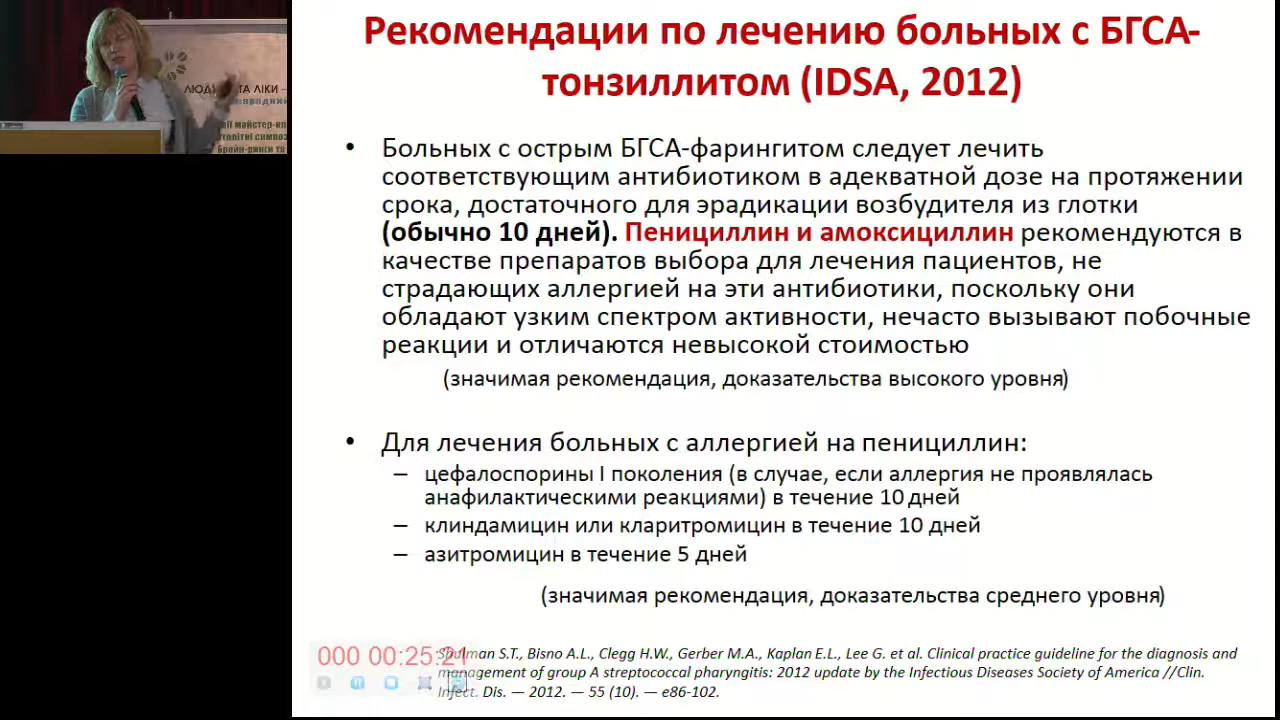 ЛЮД
ТА ЛІКИ –
майстер-кл
Рекомендации по лечению больных с БГСА-
тонзиллитом (IDSA, 2012)
• Больных с острым БГСА-фарингитом следует лечить
соответствующим антибиотиком в адекватной дозе на протяжении
срока, достаточного для эрадикации возбудителя из глотки
(обычно 10 дней). Пенициллин и амоксициллин рекомендуются в
качестве препаратов выбора для лечения пациентов, не
страдающих аллергией на эти антибиотики, поскольку они
обладают узким спектром активности, нечасто вызывают побочные
реакции и отличаются невысокой стоимостью
(значимая рекомендация, доказательства высокого уровня)
• Для лечения больных с аллергией на пенициллин:
– цефалоспорины I поколения (в случае, если аллергия не проявлялась
анафилактическими реакциями) в течение 10 дней
– клиндамицин или кларитромицин в течение 10 дней
– азитромицин в течение 5 дней
(значимая рекомендация, доказательства среднего уровня)
000 00:25:21
Shulman S.T., Bisno A.L., Clegg H.W., Gerber M.A., Kaplan E.L., Lee G. et al. Clinical practice guideline for the diagnosis and
management of group A streptococcal pharyngitis: 2012 update by the Infectious Diseases Society of America //Clin.
Infect. Dis. — 2012. — 55 (10). — e86-102.